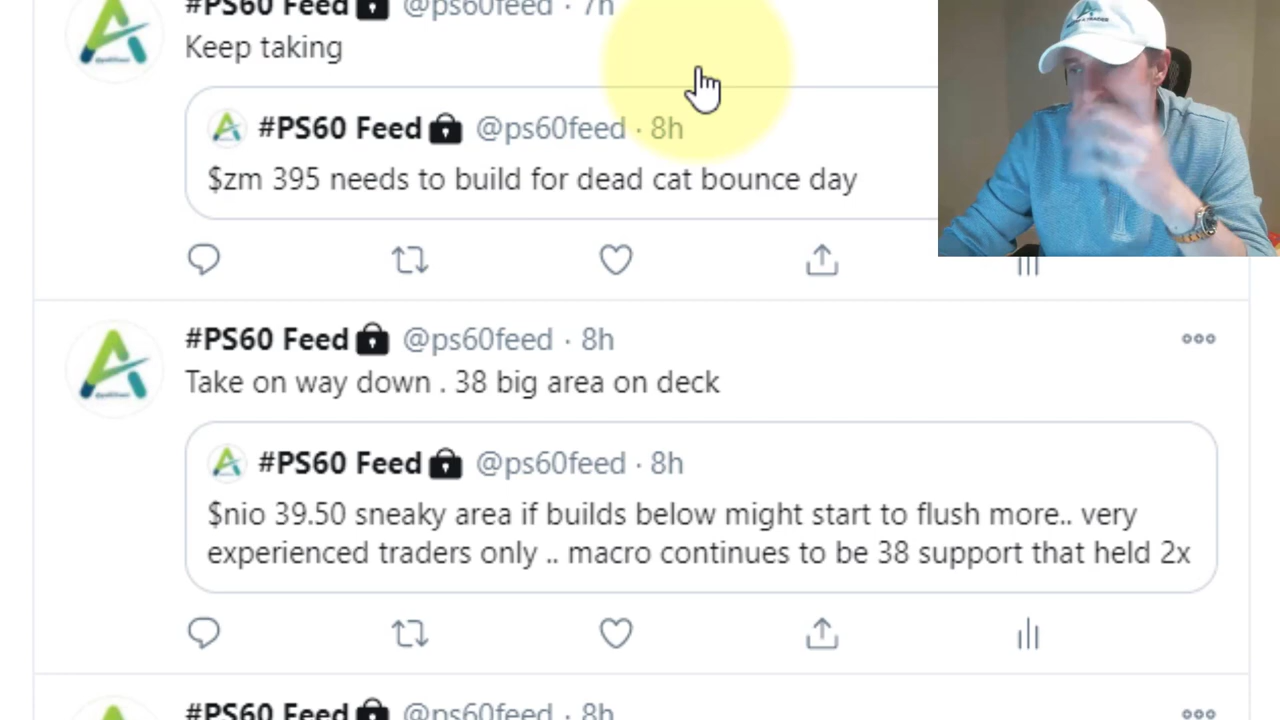 #PS60 Feed @ps60feed · 7h
Keep taking
#PS60 Feed @ps60feed · 8h
$zm 395 needs to build for dead cat bounce day
#PS60 Feed @ps60feed · 8h
Take on way down . 38 big area on deck
#PS60 Feed @ps60feed · 8h
$nio 39.50 sneaky area if builds below might start to flush more.. very
experienced traders only .. macro continues to be 38 support that held 2x
#PS60 Feed @ps60feed · 8h